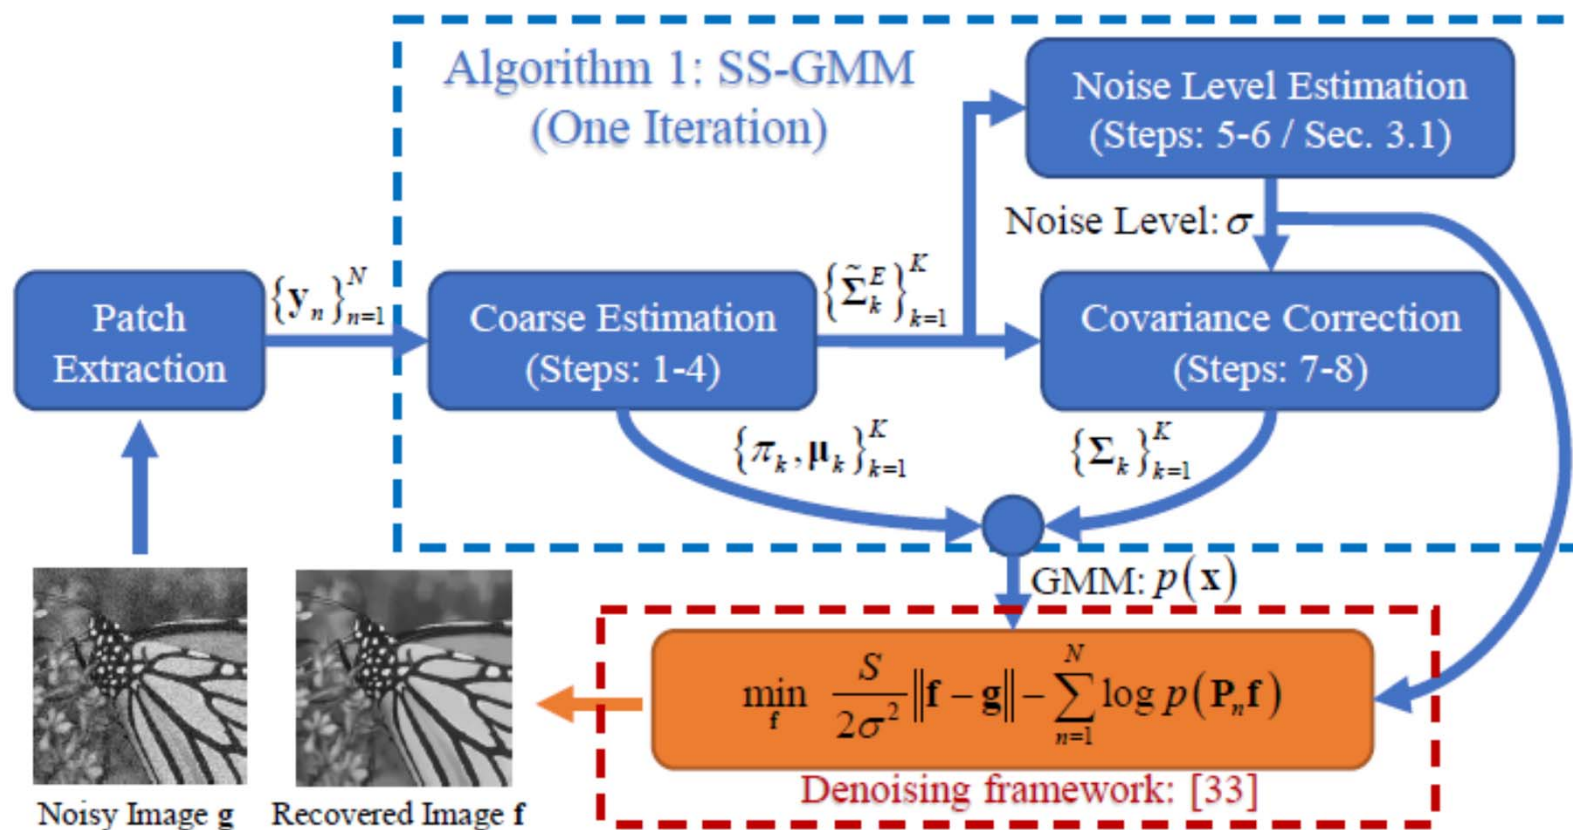 Algorithm 1: SS-GMM
(One Iteration)
Noise Level Estimation
(Steps: 5-6 / Sec. 3.1)
Noise Level: σ
Patch
Extraction
{y_n}_{n=1}^{N}
Coarse Estimation
(Steps: 1-4)
{Σ̃_k^E}_{k=1}^{K}
Covariance Correction
(Steps: 7-8)
{π_k, μ_k}_{k=1}^{K}
{Σ_k}_{k=1}^{K}
GMM: p(x)
min_f S/(2σ^2) ‖f − g‖ − ∑_{n=1}^{N} log p(P_n f)
Denoising framework: [33]
Noisy Image g
Recovered Image f